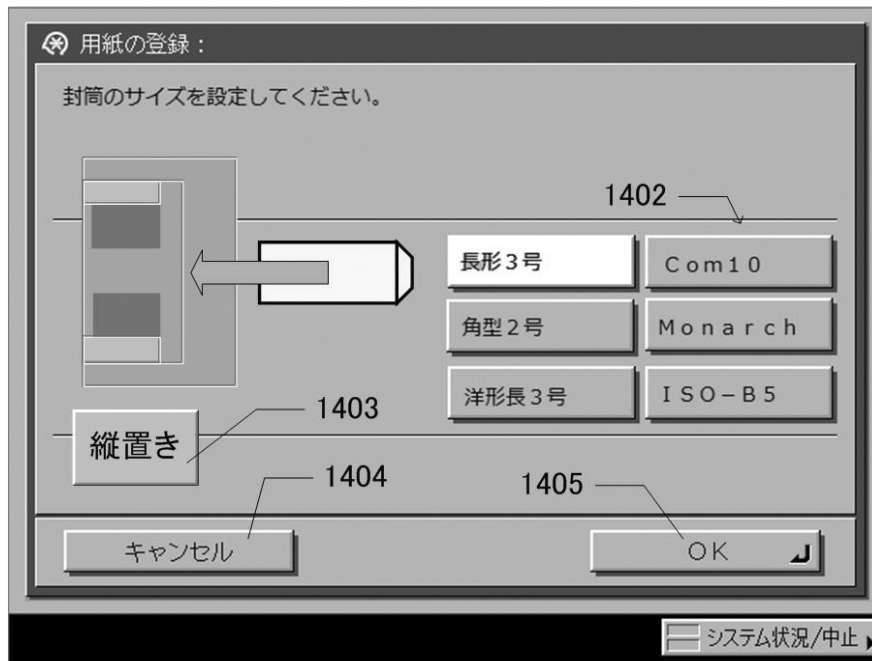 用紙の登録:
封筒のサイズを設定してください。
1402
長形3号
Com10
角型2号
Monarch
洋形長3号
ISO-B5
1403
縦置き
1404
1405
キャンセル
OK
システム状況/中止